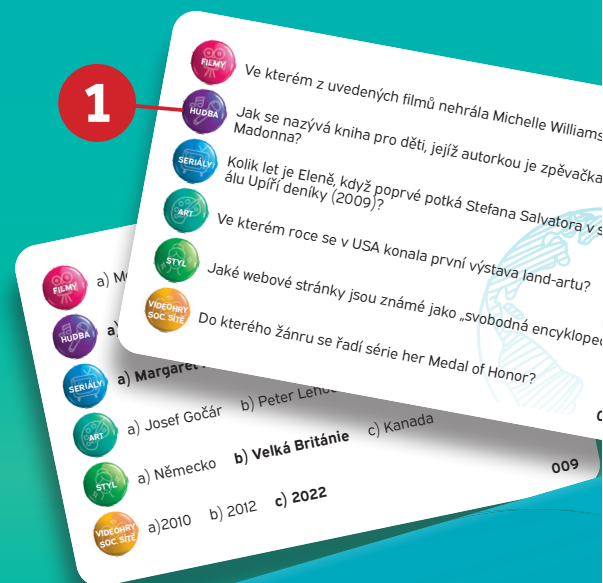 1
FILMY
Ve kterém z uvedených filmů nehrála Michelle Williams
HUDBA
Jak se nazývá kniha pro děti, jejíž autorkou je zpěvačka
Madonna?
SERIÁLY
Kolik let je Eleně, když poprvé potká Stefana Salvatora v s
álu Upíří deníky (2009)?
ART
Ve kterém roce se v USA konala první výstava land-artu?
STYL
Jaké webové stránky jsou známé jako „svobodná encykloped
VIDEOHRY
SOC. SÍTĚ
Do kterého žánru se řadí série her Medal of Honor?
FILMY
a)
HUDBA
a)
SERIÁLY
a) Margaret
ART
a) Josef Gočár b) Peter
STYL
a) Německo b) Velká Británie c) Kanada
009
VIDEOHRY
SOC. SÍTĚ
a)2010 b) 2012 c) 2022